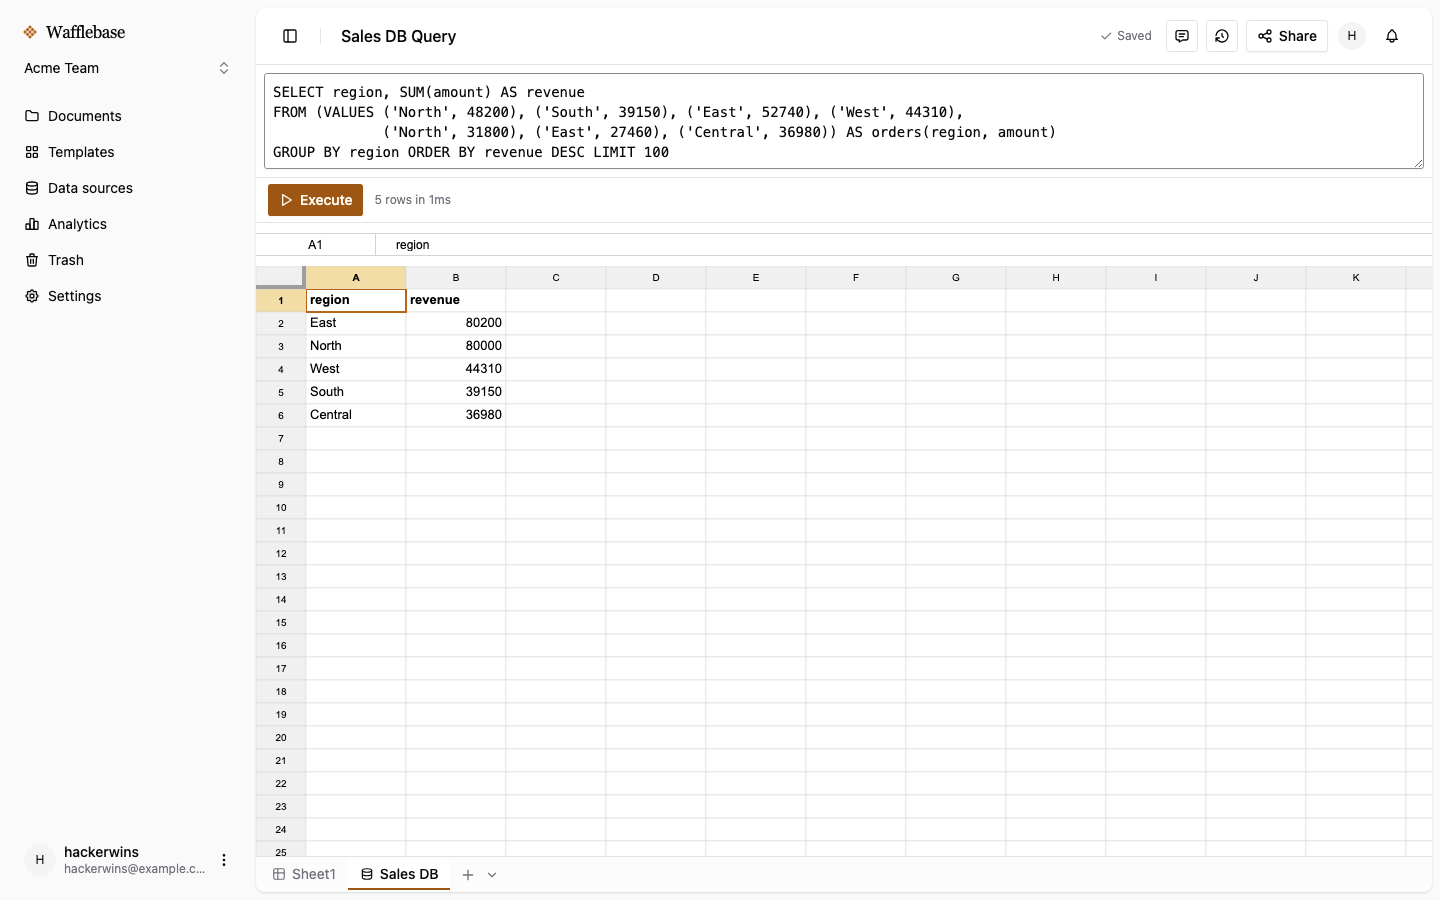 Wafflebase
Acme Team
Documents
Templates
Data sources
Analytics
Trash
Settings
H
hackerwins
hackerwins@example.c...
Sales DB Query
Saved
Share
H
SELECT region, SUM(amount) AS revenue
FROM (VALUES ('North', 48200), ('South', 39150), ('East', 52740), ('West', 44310),
('North', 31800), ('East', 27460), ('Central', 36980)) AS orders(region, amount)
GROUP BY region ORDER BY revenue DESC LIMIT 100
Execute
5 rows in 1ms
A1 region
A B C D E F G H I J K
1 region revenue
2 East 80200
3 North 80000
4 West 44310
5 South 39150
6 Central 36980
7
8
9
10
11
12
13
14
15
16
17
18
19
20
21
22
23
24
25
Sheet1
Sales DB